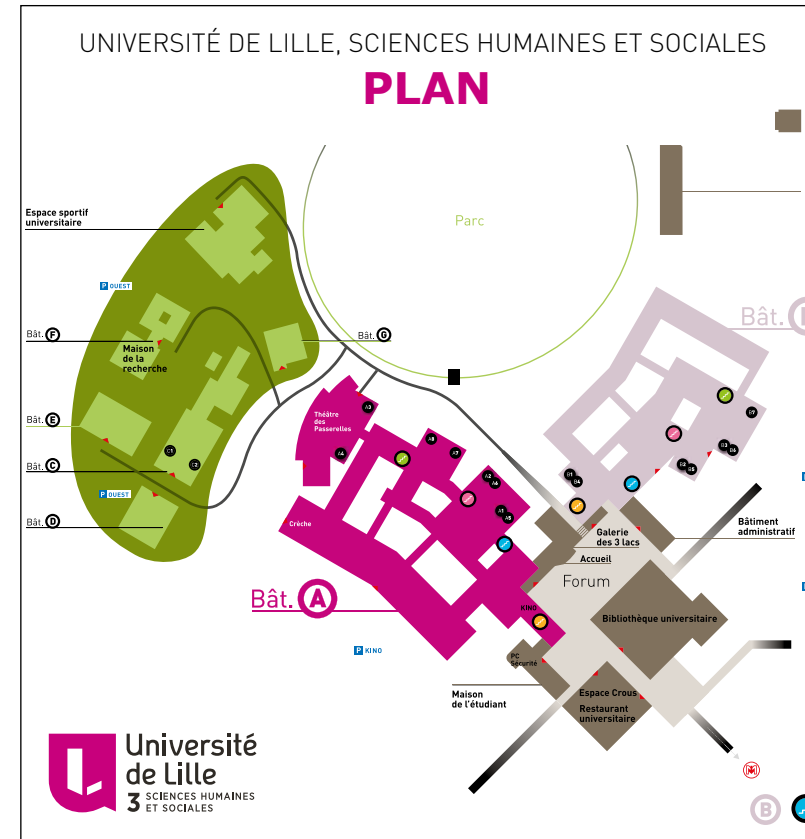 UNIVERSITÉ DE LILLE, SCIENCES HUMAINES ET SOCIALES
PLAN
Espace sportif
universitaire
Parc
P OUEST
Bât.
Bât. F
Maison
de la
recherche
Bât. G
Bât. E
Théâtre
des
Passerelles
A3
A4
A8
A7
A2
A6
A1
A5
B7
B3
B6
B2
B5
B1
B4
C1
C2
Bât. C
P OUEST
Bât. D
Crèche
Galerie
des 3 lacs
Bâtiment
administratif
Accueil
Forum
Bât. A
KINO
Bibliothèque universitaire
P KINO
PC
Sécurité
Maison
de l'étudiant
Espace Crous
Restaurant
universitaire
Université
de Lille
3 SCIENCES HUMAINES
ET SOCIALES
M
B